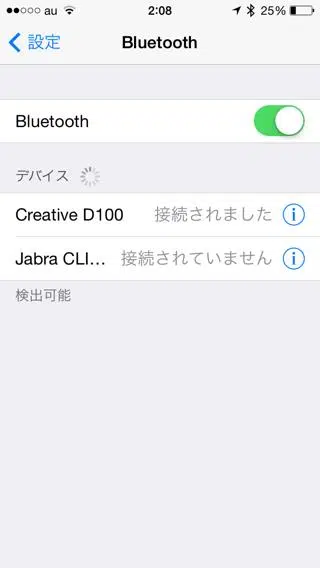 au 2:08 25%
設定 Bluetooth
Bluetooth
デバイス
Creative D100 接続されました
Jabra CLI... 接続されていません
検出可能